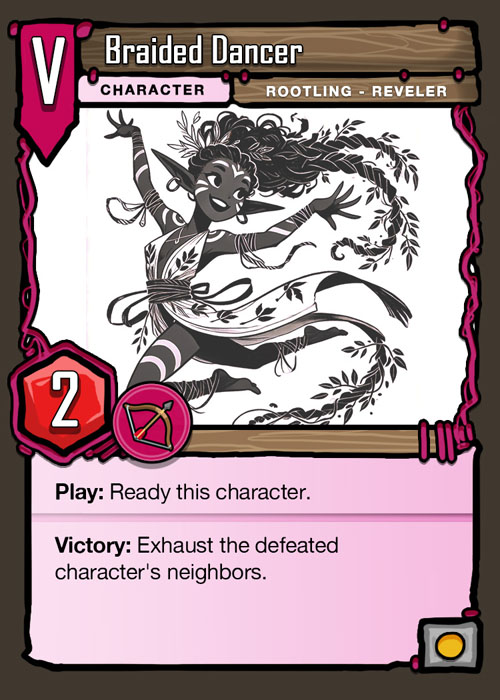 V
Braided Dancer
CHARACTER
ROOTLING - REVELER
2
Play: Ready this character.
Victory: Exhaust the defeated
character's neighbors.